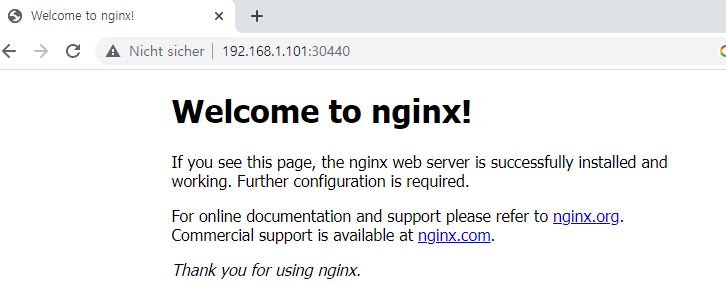 Welcome to nginx!
Nicht sicher | 192.168.1.101:30440
Welcome to nginx!
If you see this page, the nginx web server is successfully installed and
working. Further configuration is required.
For online documentation and support please refer to nginx.org.
Commercial support is available at nginx.com.
Thank you for using nginx.